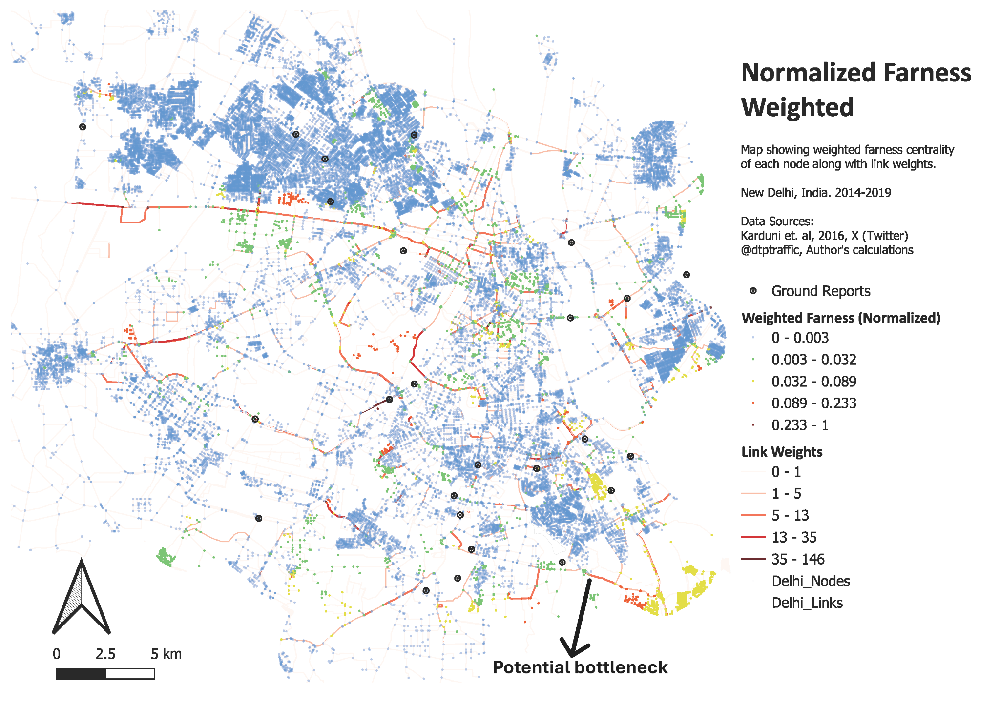 Normalized Farness
Weighted
Map showing weighted farness centrality
of each node along with link weights.
New Delhi, India. 2014-2019
Data Sources:
Karduni et. al, 2016, X (Twitter)
@dtptraffic, Author's calculations
Ground Reports
Weighted Farness (Normalized)
0 - 0.003
0.003 - 0.032
0.032 - 0.089
0.089 - 0.233
0.233 - 1
Link Weights
0 - 1
1 - 5
5 - 13
13 - 35
35 - 146
Delhi_Nodes
Delhi_Links
0 2.5 5 km
Potential bottleneck